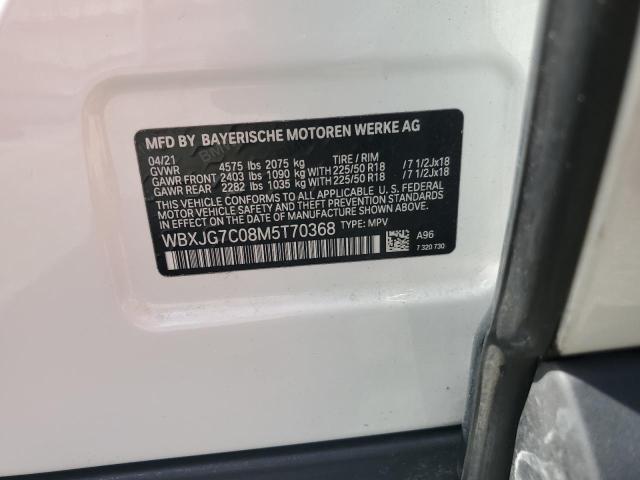 MFD BY BAYERISCHE MOTOREN WERKE AG
04/21
GVWR 4575 lbs 2075 kg TIRE / RIM
GAWR FRONT 2403 lbs 1090 kg WITH 225/50 R18 / 7 1/2Jx18
GAWR REAR 2282 lbs 1035 kg WITH 225/50 R18 / 7 1/2Jx18
THIS VEHICLE CONFORMS TO ALL APPLICABLE U. S. FEDERAL
MOTOR VEHICLE SAFETY, BUMPER, AND THEFT PREVENTION
STANDARDS IN EFFECT ON THE DATE OF MANUFACTURE SHOWN ABOVE.
WBXJG7C08M5T70368 TYPE: MPV A96
7 320 730